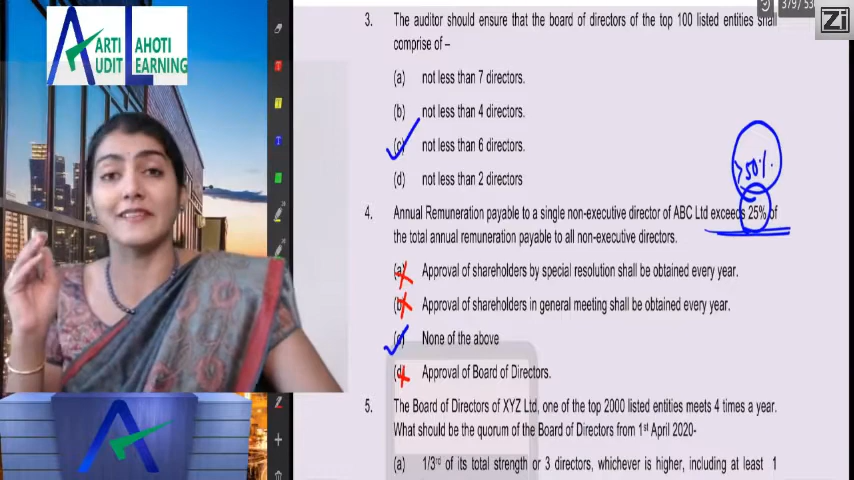 ARTI LAHOTI
AUDIT LEARNING
379/53
Zi
3. The auditor should ensure that the board of directors of the top 100 listed entities shall
comprise of –
(a) not less than 7 directors.
(b) not less than 4 directors.
(c) not less than 6 directors.
(d) not less than 2 directors
>50%
4. Annual Remuneration payable to a single non-executive director of ABC Ltd exceeds 25% of
the total annual remuneration payable to all non-executive directors.
(a) Approval of shareholders by special resolution shall be obtained every year.
(b) Approval of shareholders in general meeting shall be obtained every year.
(c) None of the above
(d) Approval of Board of Directors.
5. The Board of Directors of XYZ Ltd, one of the top 2000 listed entities meets 4 times a year.
What should be the quorum of the Board of Directors from 1st April 2020-
(a) 1/3rd of its total strength or 3 directors, whichever is higher, including at least 1